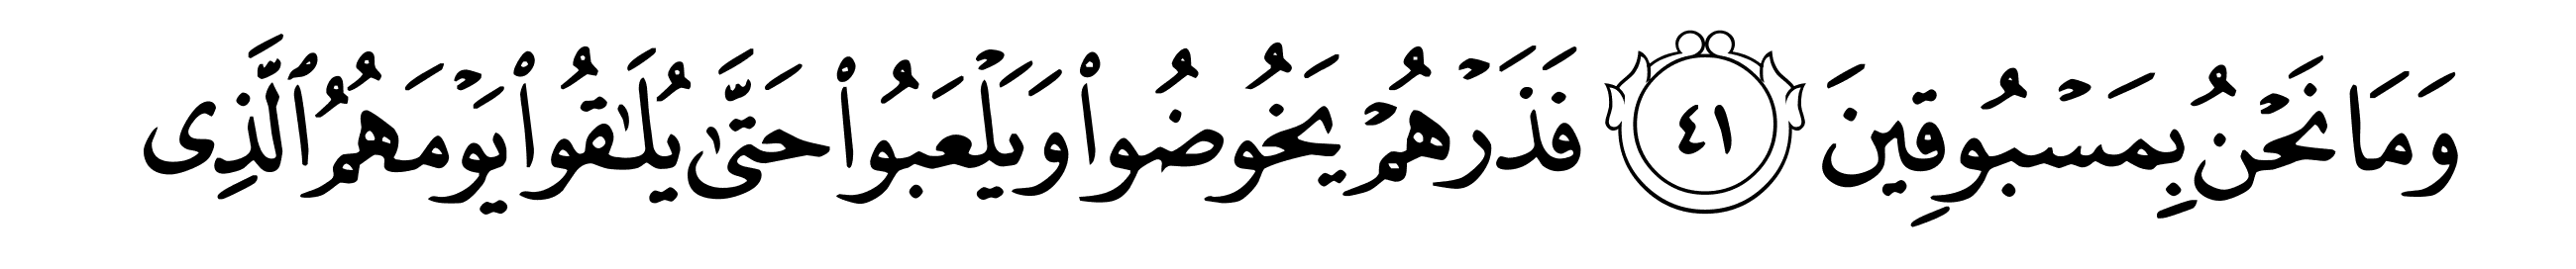 وَمَا نَحۡنُ بِمَسۡبُوقِينَ ٤١ فَذَرۡهُمۡ يَخُوضُواْ وَيَلۡعَبُواْ حَتَّىٰ يُلَٰقُواْ يَوۡمَهُمُ ٱلَّذِى